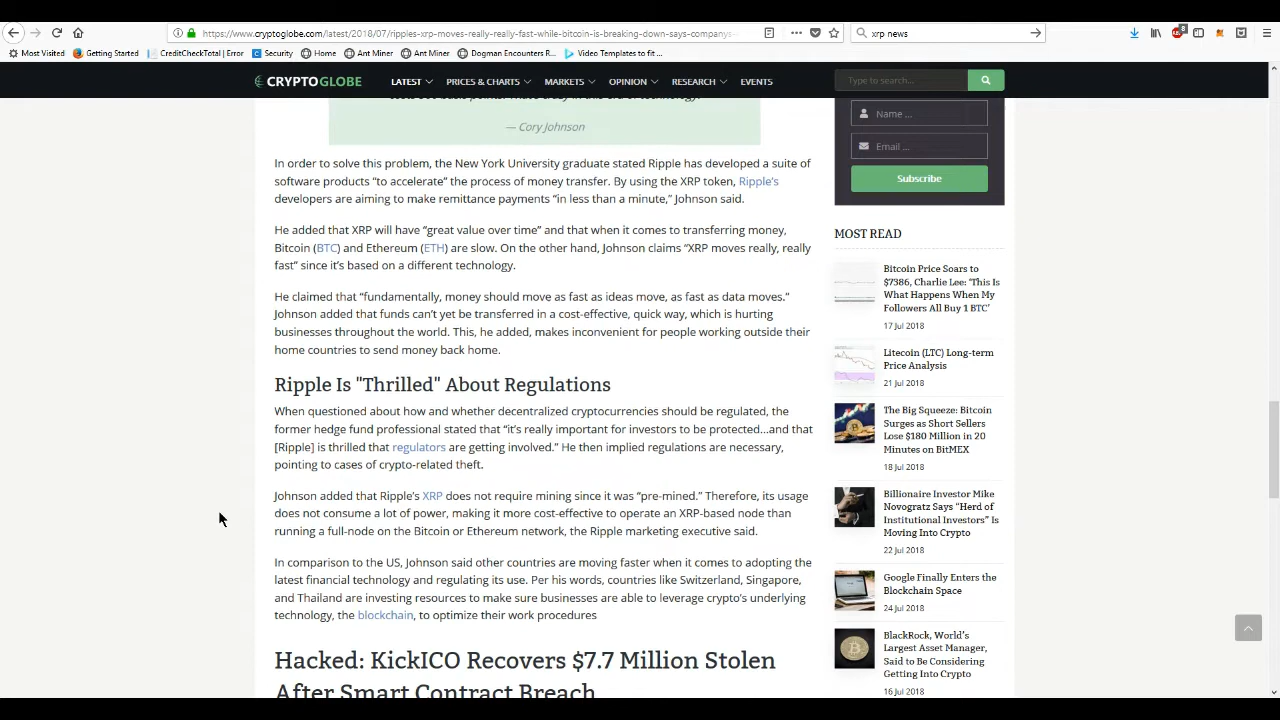 https://www.cryptoglobe.com/latest/2018/07/ripples-xrp-moves-really-really-fast-while-bitcoin-is-breaking-down-says-companys-
xrp news
Most Visited
Getting Started
CreditCheckTotal | Error
Security
Home
Ant Miner
Ant Miner
Dogman Encounters R...
Video Templates to fit ...
CRYPTOGLOBE
LATEST
PRICES & CHARTS
MARKETS
OPINION
RESEARCH
EVENTS
Type to search...
— Cory Johnson
In order to solve this problem, the New York University graduate stated Ripple has developed a suite of
software products “to accelerate” the process of money transfer. By using the XRP token, Ripple’s
developers are aiming to make remittance payments “in less than a minute,” Johnson said.
He added that XRP will have “great value over time” and that when it comes to transferring money,
Bitcoin (BTC) and Ethereum (ETH) are slow. On the other hand, Johnson claims “XRP moves really, really
fast” since it’s based on a different technology.
He claimed that “fundamentally, money should move as fast as ideas move, as fast as data moves.”
Johnson added that funds can’t yet be transferred in a cost-effective, quick way, which is hurting
businesses throughout the world. This, he added, makes inconvenient for people working outside their
home countries to send money back home.
Ripple Is "Thrilled" About Regulations
When questioned about how and whether decentralized cryptocurrencies should be regulated, the
former hedge fund professional stated that “it’s really important for investors to be protected…and that
[Ripple] is thrilled that regulators are getting involved.” He then implied regulations are necessary,
pointing to cases of crypto-related theft.
Johnson added that Ripple’s XRP does not require mining since it was “pre-mined.” Therefore, its usage
does not consume a lot of power, making it more cost-effective to operate an XRP-based node than
running a full-node on the Bitcoin or Ethereum network, the Ripple marketing executive said.
In comparison to the US, Johnson said other countries are moving faster when it comes to adopting the
latest financial technology and regulating its use. Per his words, countries like Switzerland, Singapore,
and Thailand are investing resources to make sure businesses are able to leverage crypto’s underlying
technology, the blockchain, to optimize their work procedures
Hacked: KickICO Recovers $7.7 Million Stolen
After Smart Contract Breach
Name ...
Email ...
Subscribe
MOST READ
Bitcoin Price Soars to
$7386, Charlie Lee: ‘This Is
What Happens When My
Followers All Buy 1 BTC’
17 Jul 2018
Litecoin (LTC) Long-term
Price Analysis
21 Jul 2018
The Big Squeeze: Bitcoin
Surges as Short Sellers
Lose $180 Million in 20
Minutes on BitMEX
18 Jul 2018
Billionaire Investor Mike
Novogratz Says “Herd of
Institutional Investors” Is
Moving Into Crypto
22 Jul 2018
Google Finally Enters the
Blockchain Space
24 Jul 2018
BlackRock, World’s
Largest Asset Manager,
Said to Be Considering
Getting Into Crypto
16 Jul 2018